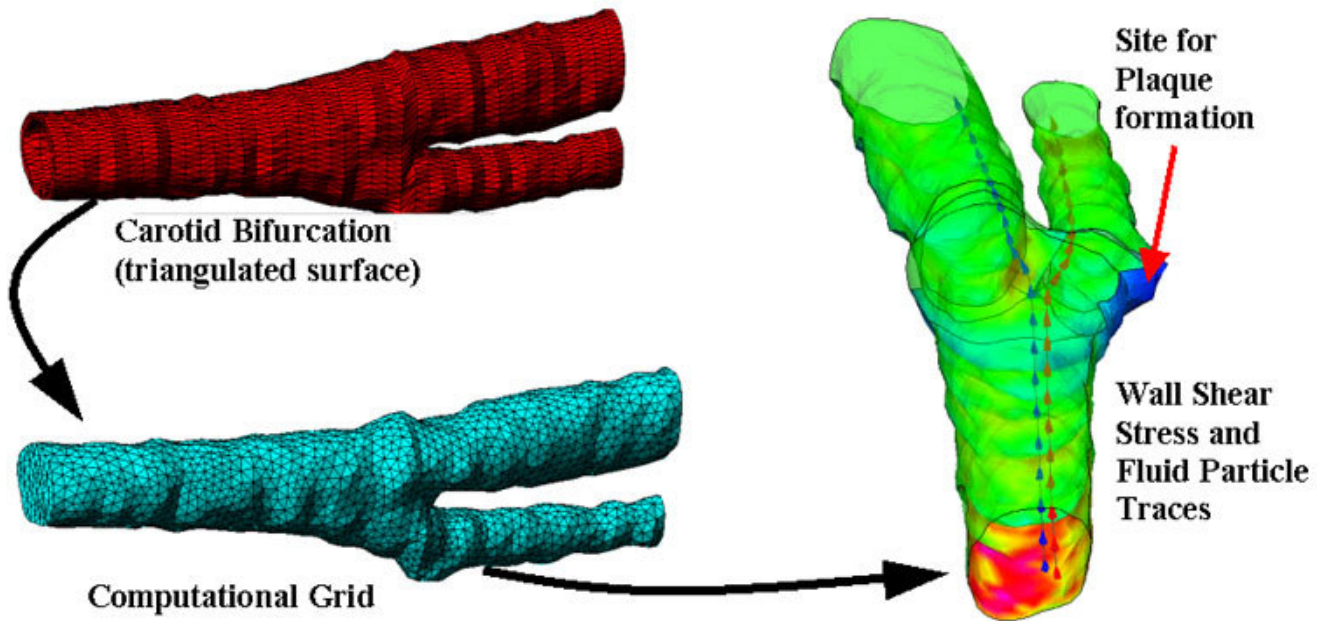 Carotid Bifurcation
(triangulated surface)
Computational Grid
Site for
Plaque
formation
Wall Shear
Stress and
Fluid Particle
Traces